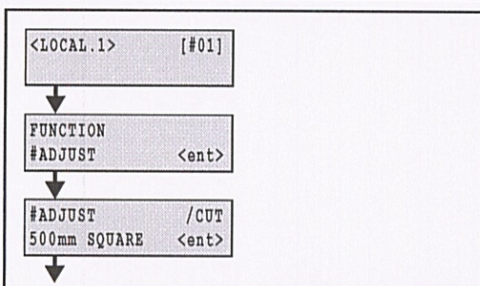 <LOCAL.1> [#01]
FUNCTION
#ADJUST <ent>
#ADJUST /CUT
500mm SQUARE <ent>